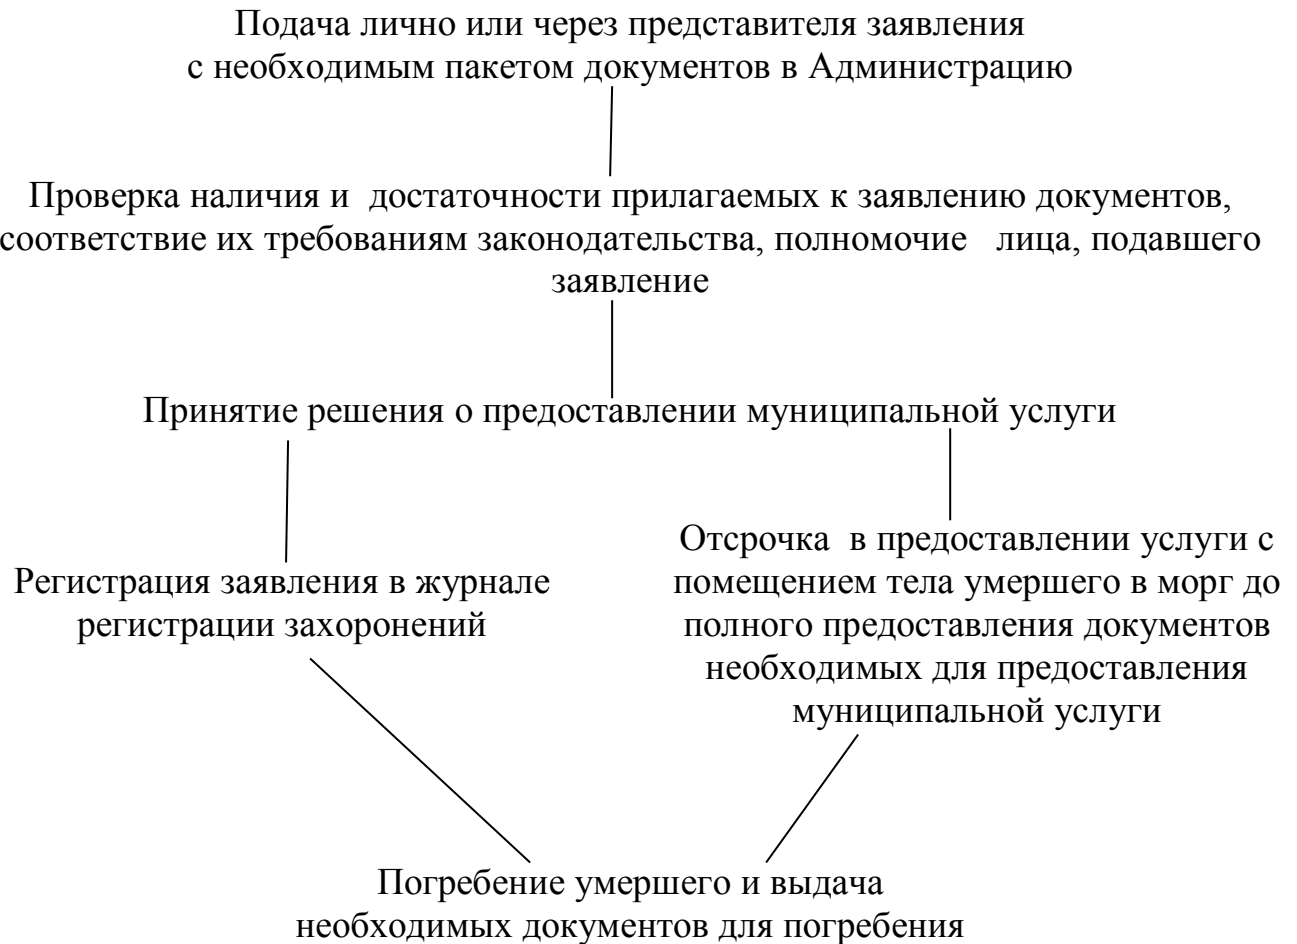 Подача лично или через представителя заявления
с необходимым пакетом документов в Администрацию
Проверка наличия и  достаточности прилагаемых к заявлению документов,
соответствие их требованиям законодательства, полномочие   лица, подавшего
заявление
Принятие решения о предоставлении муниципальной услуги
Регистрация заявления в журнале
регистрации захоронений
Отсрочка  в предоставлении услуги с
помещением тела умершего в морг до
полного предоставления документов
необходимых для предоставления
муниципальной услуги
Погребение умершего и выдача
необходимых документов для погребения